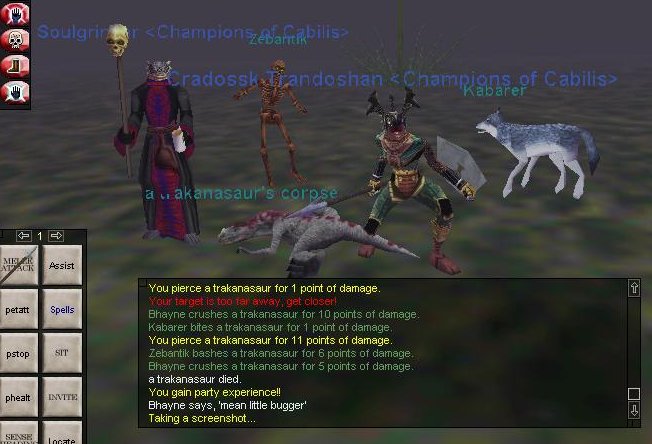 Soulgrinder <Champions of Cabilis>
Zebantik
Cradossk Trandoshan <Champions of Cabilis>
Kabarer
a trakanasaur's corpse
1
MELEE ATTACK
Assist
petatt
Spells
pstop
SIT
phealt
INVITE
SENSE HEADING
Locate
You pierce a trakanasaur for 1 point of damage.
Your target is too far away, get closer!
Bhayne crushes a trakanasaur for 10 points of damage.
Kabarer bites a trakanasaur for 1 point of damage.
You pierce a trakanasaur for 11 points of damage.
Zebantik bashes a trakanasaur for 6 points of damage.
Bhayne crushes a trakanasaur for 5 points of damage.
a trakanasaur died.
You gain party experience!!
Bhayne says, 'mean little bugger'
Taking a screenshot...